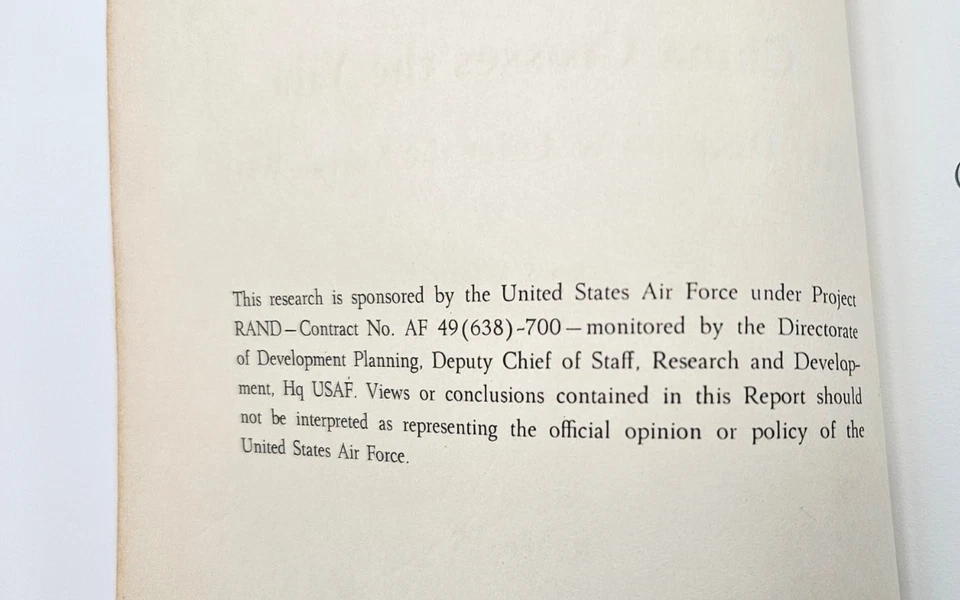 This research is sponsored by the United States Air Force under Project
RAND—Contract No. AF 49(638)-700—monitored by the Directorate
of Development Planning, Deputy Chief of Staff, Research and Develop-
ment, Hq USAF. Views or conclusions contained in this Report should
not be interpreted as representing the official opinion or policy of the
United States Air Force.